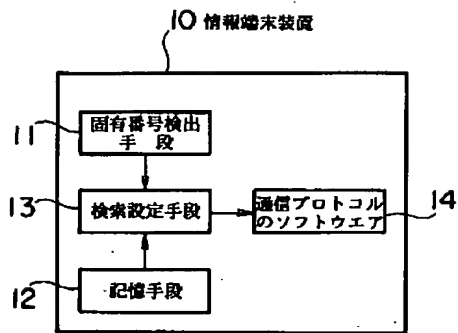 10 情報端末装置
11
固有番号検出
手 段
13
検索設定手段
通信プロトコル
のソフトウエア
14
12
記憶手段